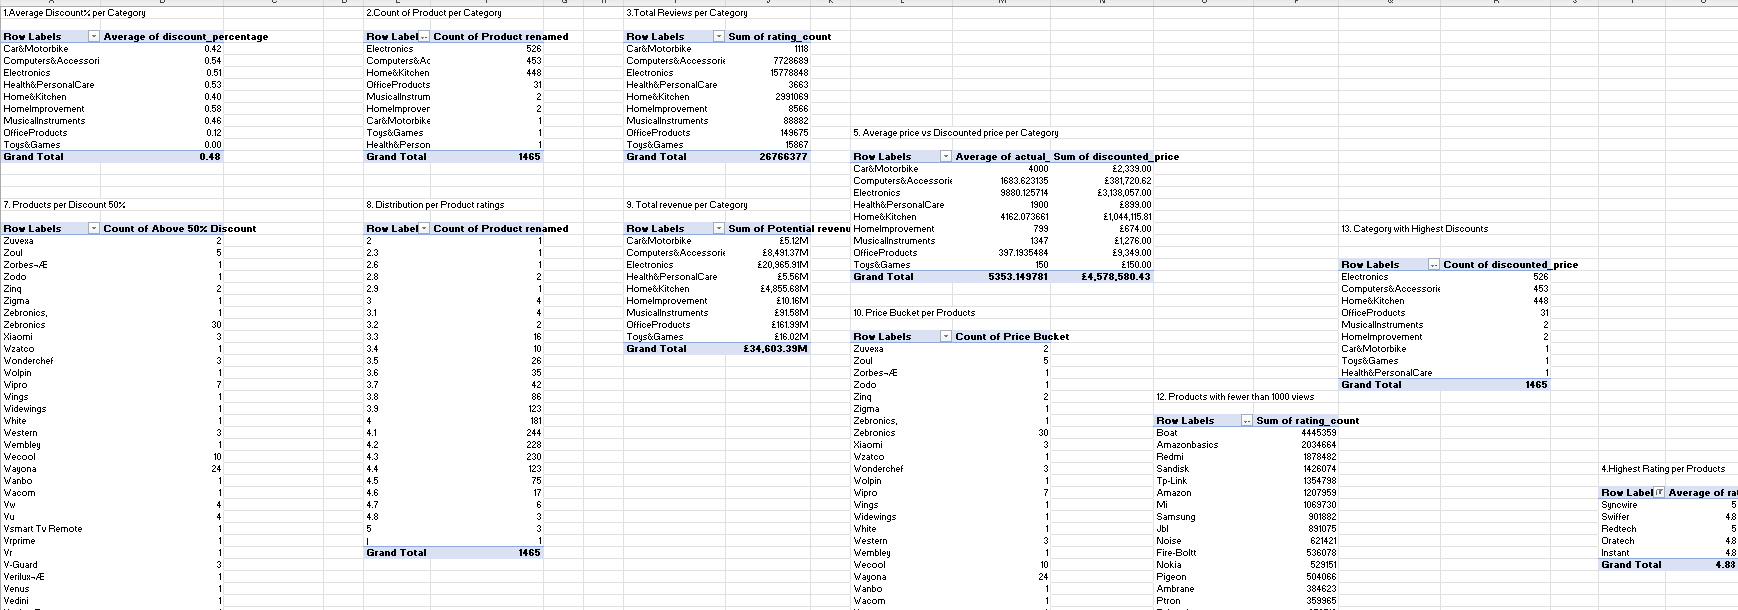 1.Average Discount% per Category
Row Labels Average of discount_percentage
Car&Motorbike 0.42
Computers&Accessori 0.54
Electronics 0.51
Health&PersonalCare 0.53
Home&Kitchen 0.40
HomeImprovement 0.58
MusicalInstruments 0.46
OfficeProducts 0.12
Toys&Games 0.00
Grand Total 0.48
2.Count of Product per Category
Row Label Count of Product renamed
Electronics 526
Computers&Ac 453
Home&Kitchen 448
OfficeProducts 31
MusicalInstrum 2
HomeImprover 2
Car&Motorbike 1
Toys&Games 1
Health&Person 1
Grand Total 1465
3.Total Reviews per Category
Row Labels Sum of rating_count
Car&Motorbike 1118
Computers&Accessorie 7728689
Electronics 15778848
Health&PersonalCare 3663
Home&Kitchen 2991069
HomeImprovement 8566
MusicalInstruments 88882
OfficeProducts 149675
Toys&Games 15867
Grand Total 26766377
5. Average price vs Discounted price per Category
Row Labels Average of actual_ Sum of discounted_price
Car&Motorbike 4000 £2,339.00
Computers&Accessorie 1683.623135 £381,720.62
Electronics 9880.125714 £3,138,057.00
Health&PersonalCare 1900 £899.00
Home&Kitchen 4162.073661 £1,044,115.81
HomeImprovement 799 £674.00
MusicalInstruments 1347 £1,276.00
OfficeProducts 397.1935484 £9,349.00
Toys&Games 150 £150.00
Grand Total 5353.149781 £4,578,580.43
7. Products per Discount 50%
Row Labels Count of Above 50% Discount
Zuvexa 2
Zoul 5
Zorbes¬Æ 1
Zodo 1
Zinq 2
Zigma 1
Zebronics, 1
Zebronics 30
Xiaomi 3
Wzatco 1
Wonderchef 3
Wolpin 1
Wipro 7
Wings 1
Widewings 1
White 1
Western 3
Wembley 1
Wecool 10
Wayona 24
Wanbo 1
Wacom 1
Vw 4
Vu 4
Vsmart Tv Remote 1
Vrprime 1
Vr 1
V-Guard 3
Verilux¬Æ 1
Venus 1
Vedini 1
8. Distribution per Product ratings
Row Label Count of Product renamed
2 1
2.3 1
2.6 1
2.8 2
2.9 1
3 4
3.1 4
3.2 2
3.3 16
3.4 10
3.5 26
3.6 35
3.7 42
3.8 86
3.9 123
4 181
4.1 244
4.2 228
4.3 230
4.4 123
4.5 75
4.6 17
4.7 6
4.8 3
5 3
| 1
Grand Total 1465
9. Total revenue per Category
Row Labels Sum of Potential revenu
Car&Motorbike £5.12M
Computers&Accessorie £8,491.37M
Electronics £20,965.91M
Health&PersonalCare £5.56M
Home&Kitchen £4,855.68M
HomeImprovement £10.16M
MusicalInstruments £91.58M
OfficeProducts £161.99M
Toys&Games £16.02M
Grand Total £34,603.39M
10. Price Bucket per Products
Row Labels Count of Price Bucket
Zuvexa 2
Zoul 5
Zorbes¬Æ 1
Zodo 1
Zinq 2
Zigma 1
Zebronics, 1
Zebronics 30
Xiaomi 3
Wzatco 1
Wonderchef 3
Wolpin 1
Wipro 7
Wings 1
Widewings 1
White 1
Western 3
Wembley 1
Wecool 10
Wayona 24
Wanbo 1
Wacom 1
12. Products with fewer than 1000 views
Row Labels Sum of rating_count
Boat 4445359
Amazonbasics 2034664
Redmi 1878482
Sandisk 1426074
Tp-Link 1354798
Amazon 1207959
Mi 1069730
Samsung 901882
Jbl 891075
Noise 621421
Fire-Boltt 536078
Nokia 529151
Pigeon 504066
Ambrane 384623
Ptron 359965
13. Category with Highest Discounts
Row Labels Count of discounted_price
Electronics 526
Computers&Accessorie 453
Home&Kitchen 448
OfficeProducts 31
MusicalInstruments 2
HomeImprovement 2
Car&Motorbike 1
Toys&Games 1
Health&PersonalCare 1
Grand Total 1465
4.Highest Rating per Products
Row Label Average of ra
Syncwire 5
Swiffer 4.8
Redtech 5
Oratech 4.8
Instant 4.8
Grand Total 4.88